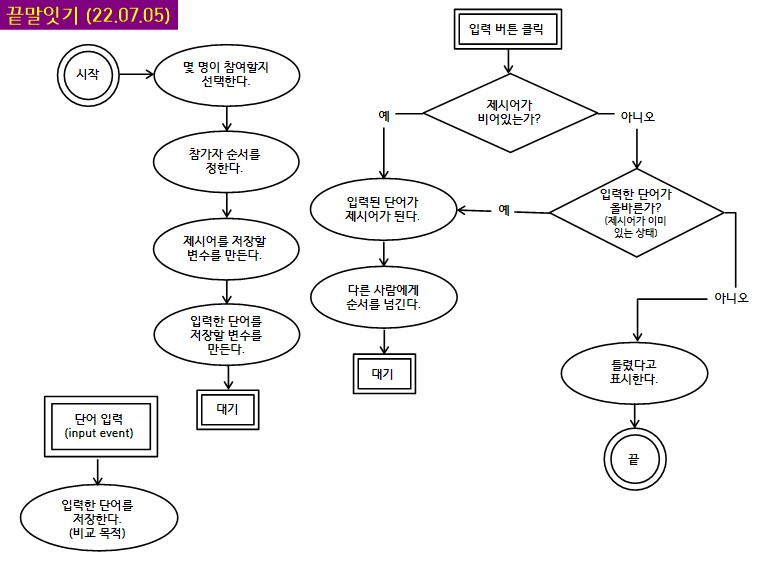 끝말잇기 (22.07.05)
시작
몇 명이 참여할지
선택한다.
참가자 순서를
정한다.
제시어를 저장할
변수를 만든다.
입력한 단어를
저장할 변수를
만든다.
대기
단어 입력
(input event)
입력한 단어를
저장한다.
(비교 목적)
입력 버튼 클릭
제시어가
비어있는가?
예
아니오
입력된 단어가
제시어가 된다.
예
입력한 단어가
올바른가?
(제시어가 이미
있는 상태)
다른 사람에게
순서를 넘긴다.
대기
아니오
틀렸다고
표시한다.
끝